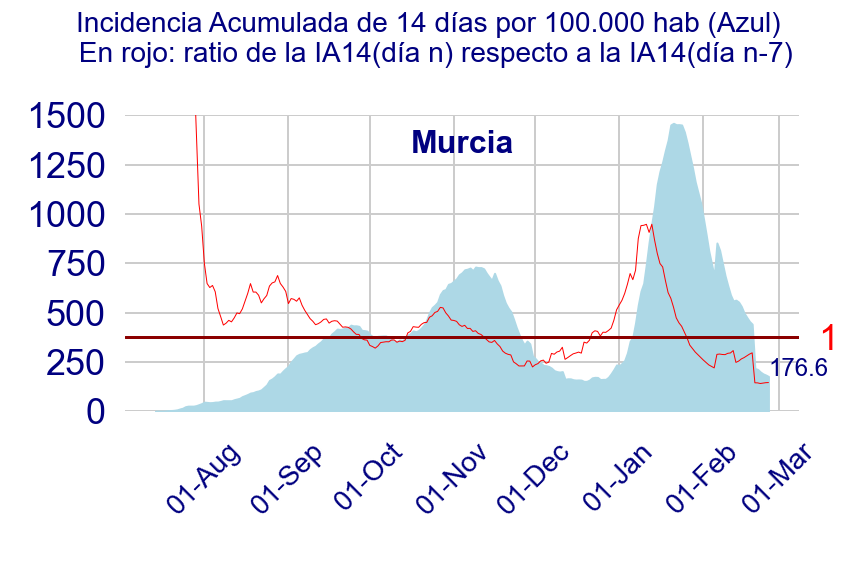 Incidencia Acumulada de 14 días por 100.000 hab (Azul)
En rojo: ratio de la IA14(día n) respecto a la IA14(día n-7)
Murcia
1500
1250
1000
750
500
250
0
1
176.6
01-Aug
01-Sep
01-Oct
01-Nov
01-Dec
01-Jan
01-Feb
01-Mar